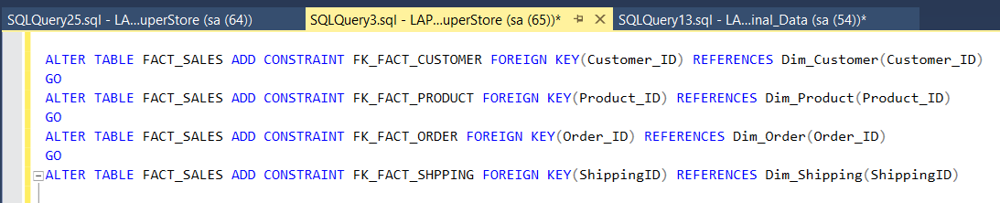 SQLQuery25.sql - LA...uperStore (sa (64)) SQLQuery3.sql - LAP...uperStore (sa (65))* SQLQuery13.sql - LA...inal_Data (sa (54))*
ALTER TABLE FACT_SALES ADD CONSTRAINT FK_FACT_CUSTOMER FOREIGN KEY(Customer_ID) REFERENCES Dim_Customer(Customer_ID)
GO
ALTER TABLE FACT_SALES ADD CONSTRAINT FK_FACT_PRODUCT FOREIGN KEY(Product_ID) REFERENCES Dim_Product(Product_ID)
GO
ALTER TABLE FACT_SALES ADD CONSTRAINT FK_FACT_ORDER FOREIGN KEY(Order_ID) REFERENCES Dim_Order(Order_ID)
GO
ALTER TABLE FACT_SALES ADD CONSTRAINT FK_FACT_SHPPING FOREIGN KEY(ShippingID) REFERENCES Dim_Shipping(ShippingID)